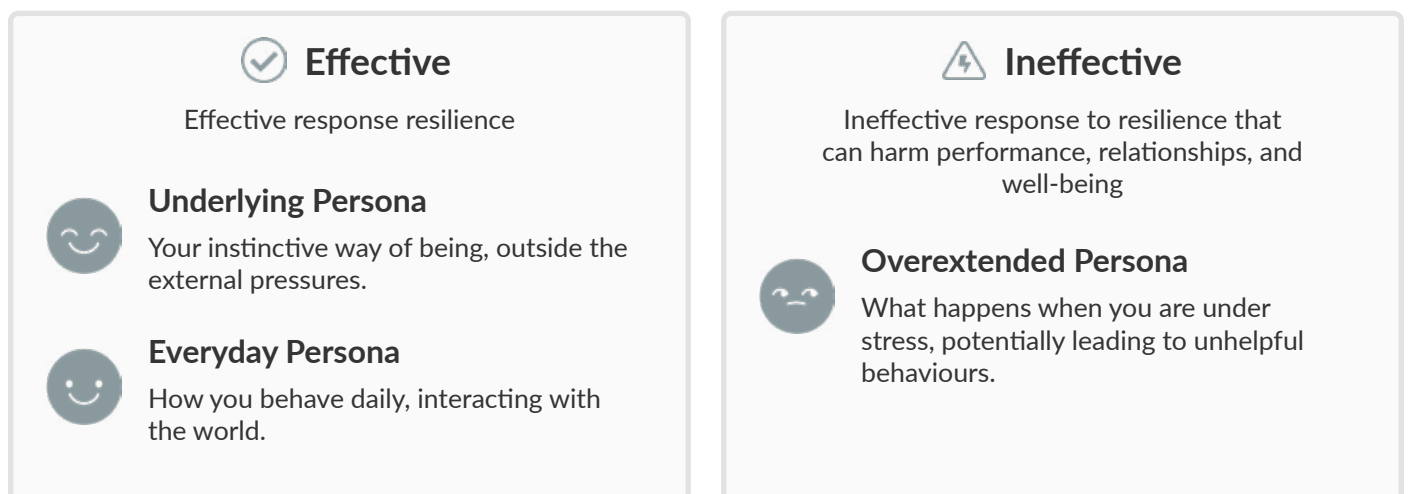 Effective
Effective response resilience
Underlying Persona
Your instinctive way of being, outside the
external pressures.
Everyday Persona
How you behave daily, interacting with
the world.
Ineffective
Ineffective response to resilience that
can harm performance, relationships, and
well-being
Overextended Persona
What happens when you are under
stress, potentially leading to unhelpful
behaviours.